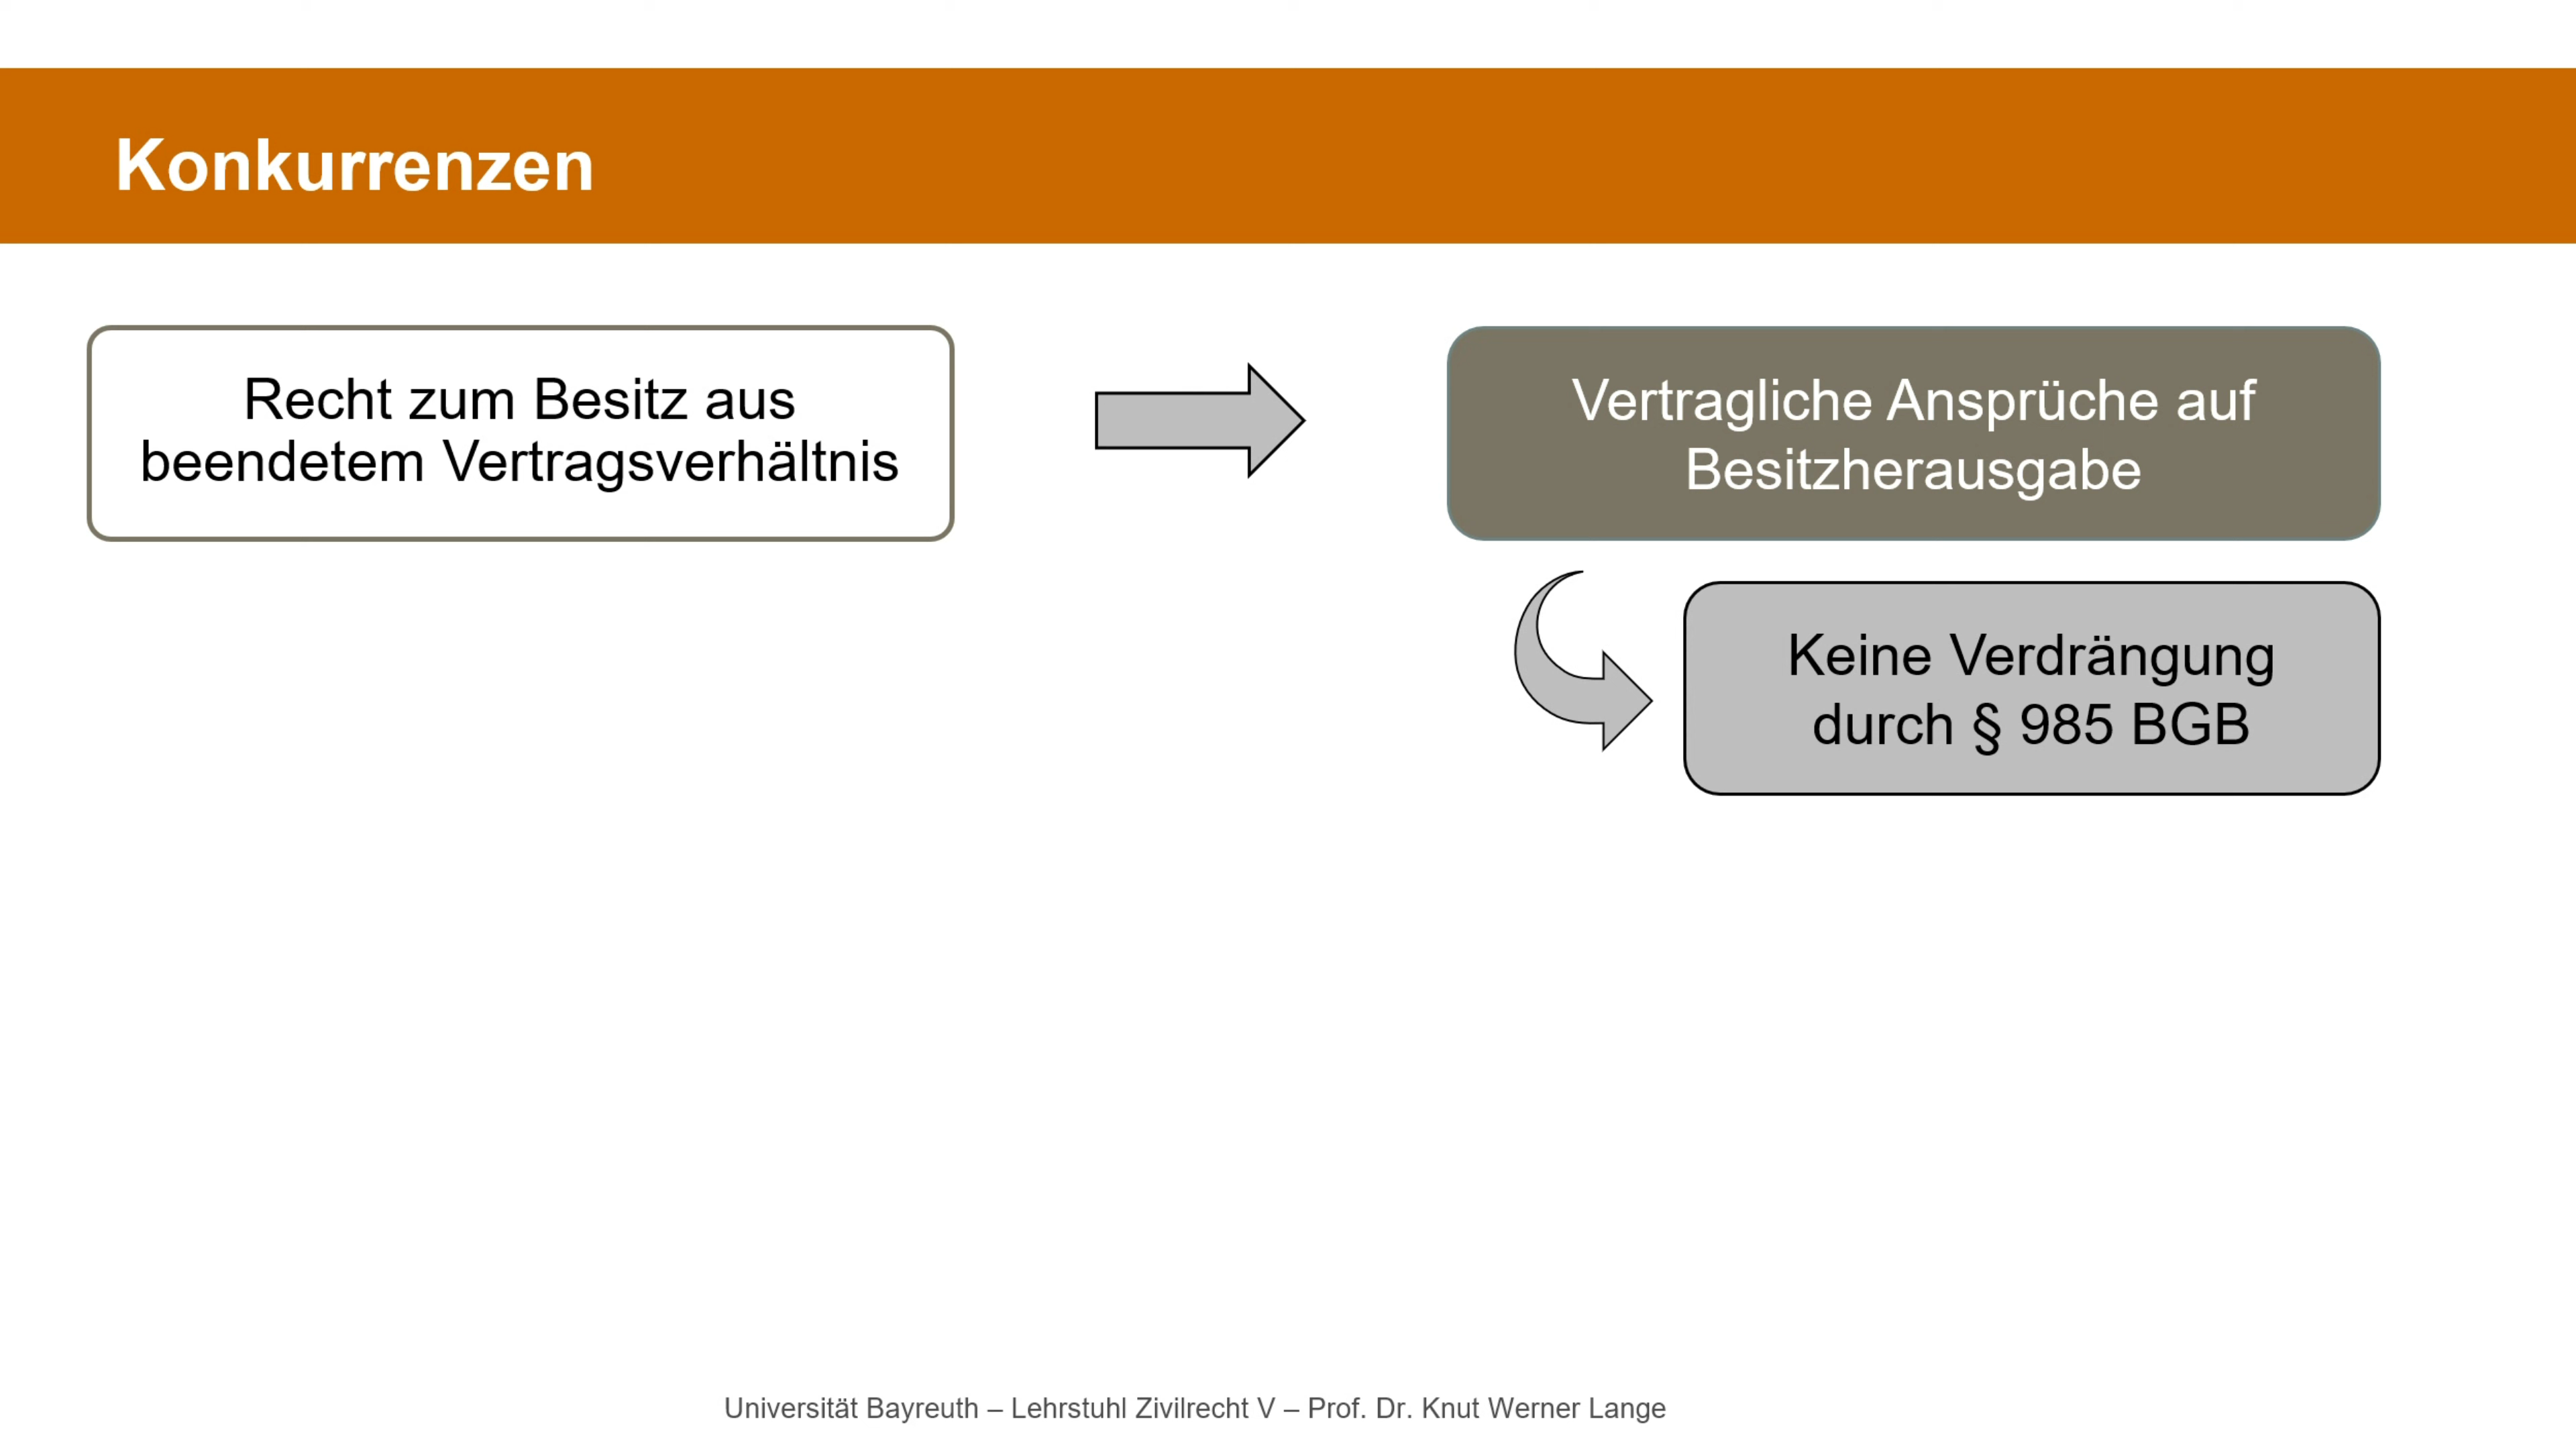 Konkurrenzen
Recht zum Besitz aus
beendetem Vertragsverhältnis
Vertragliche Ansprüche auf
Besitzherausgabe
Keine Verdrängung
durch § 985 BGB
Universität Bayreuth – Lehrstuhl Zivilrecht V – Prof. Dr. Knut Werner Lange